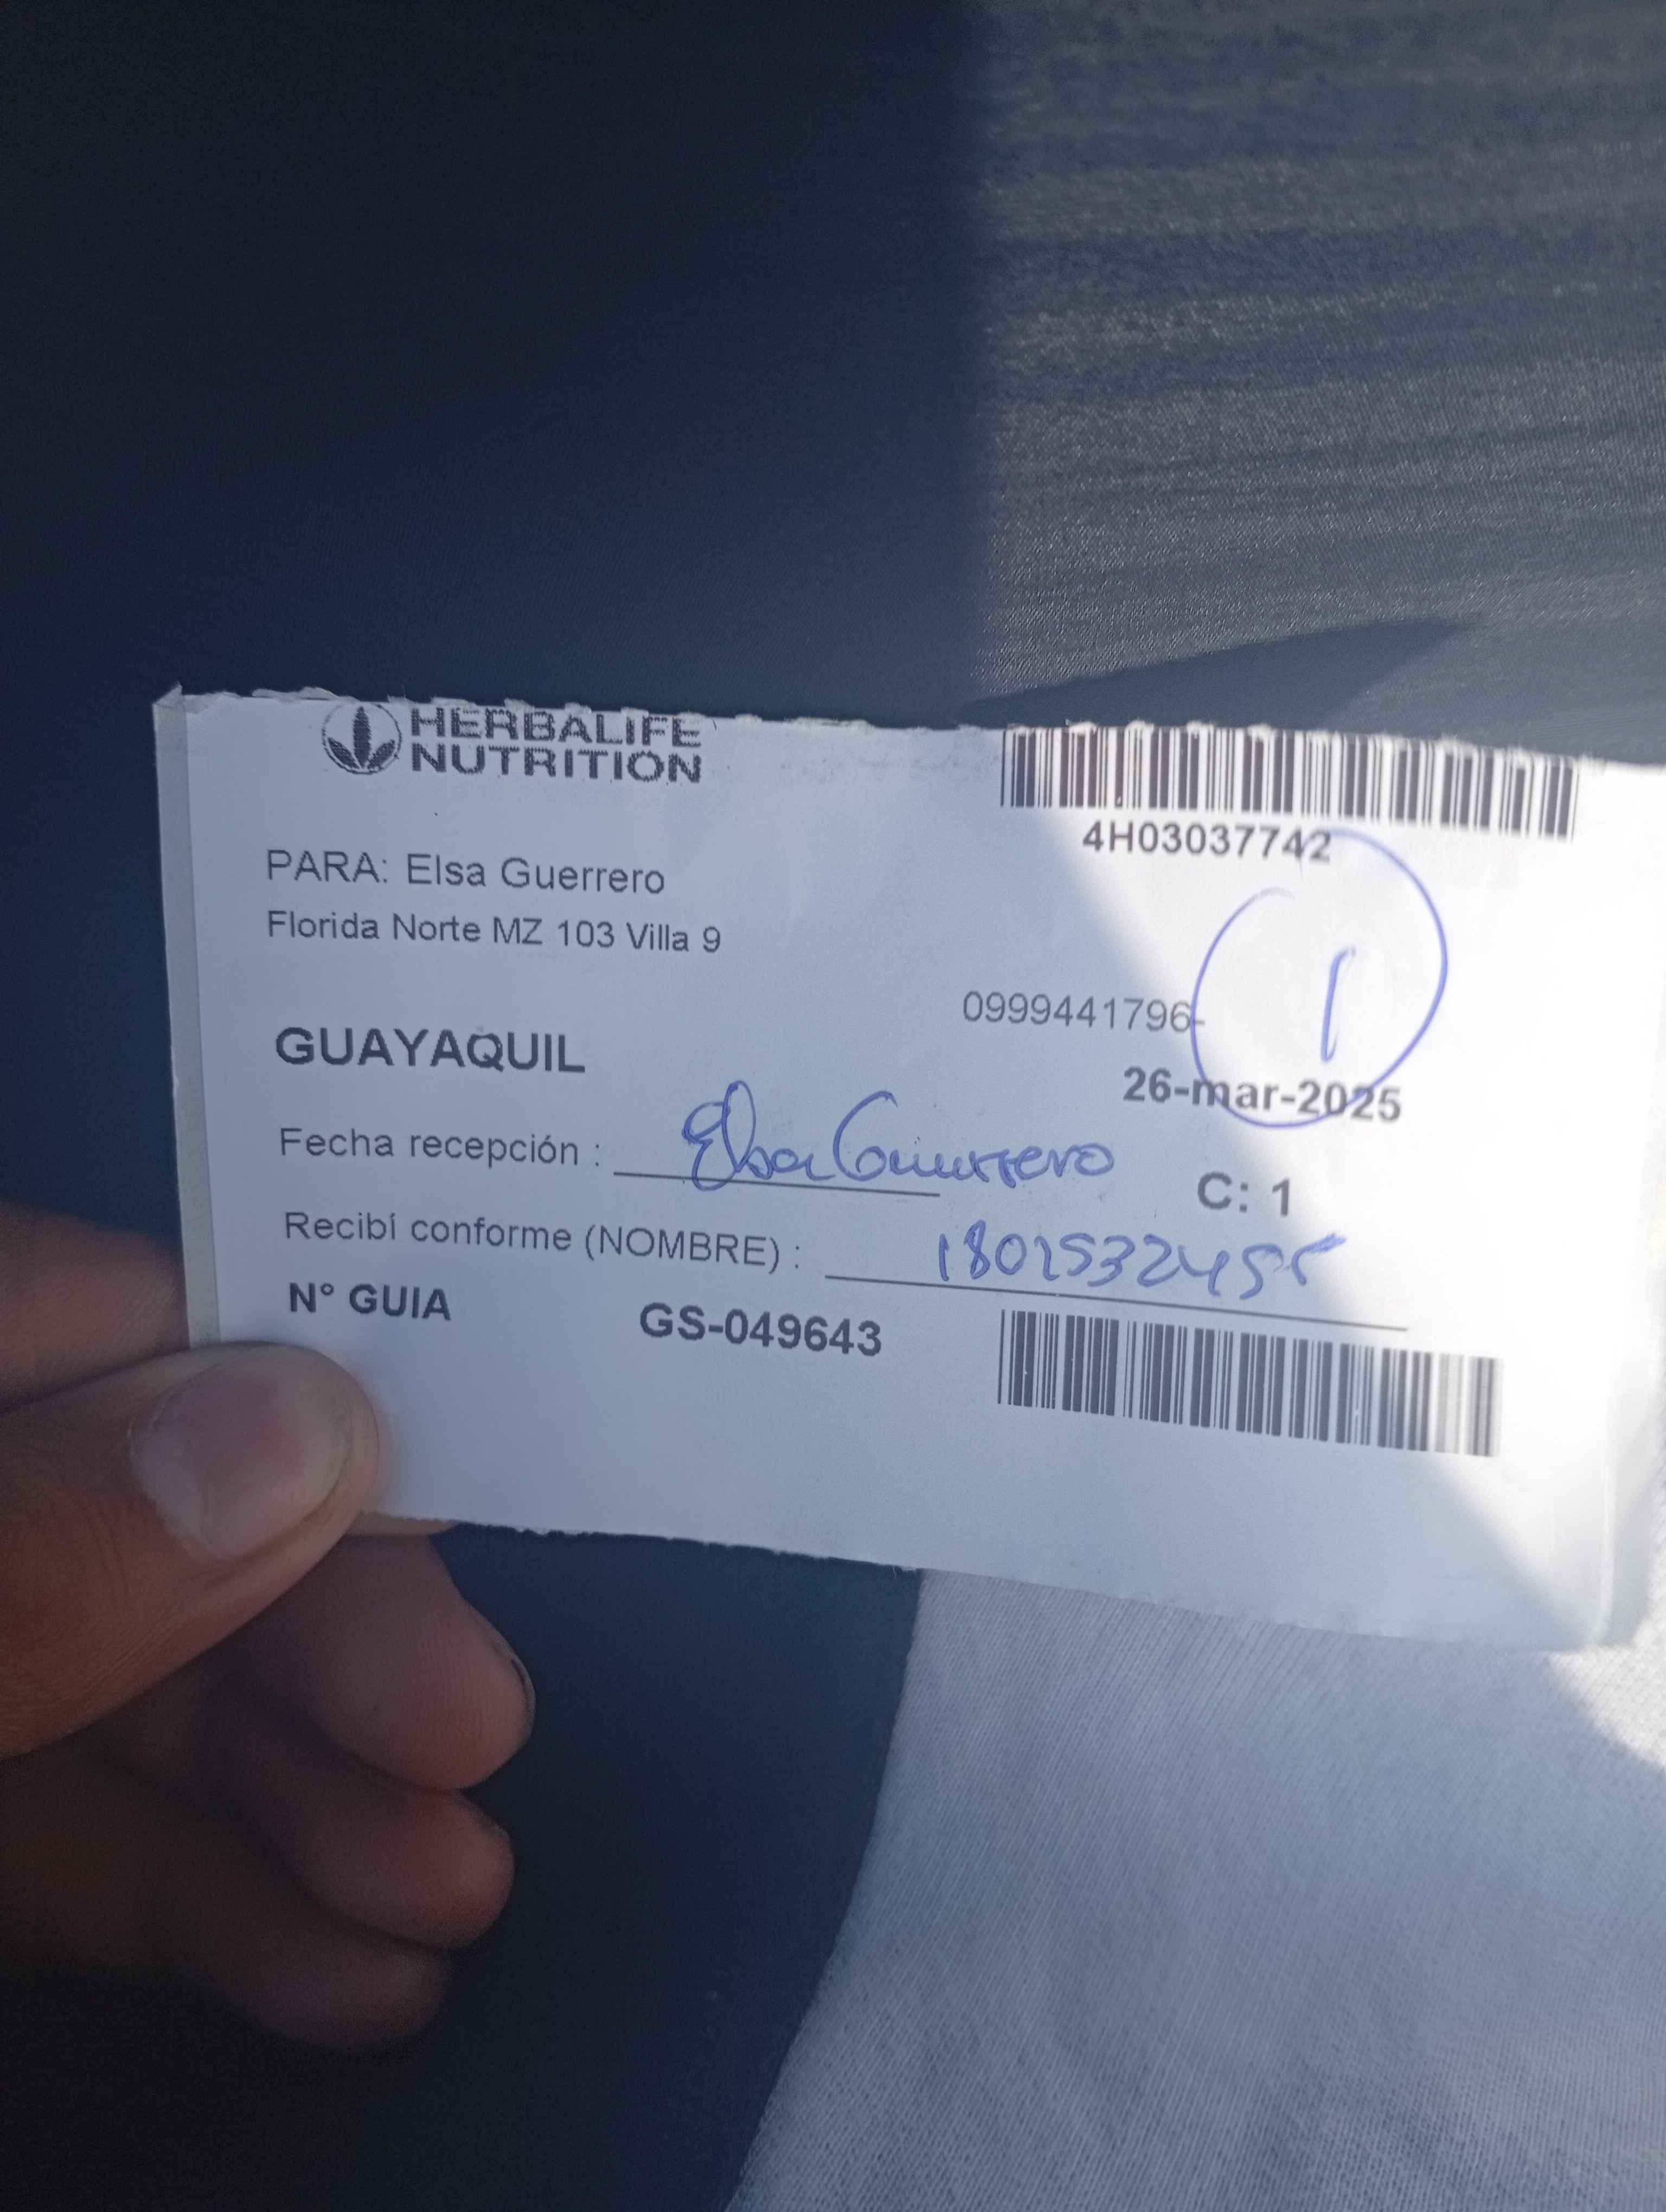 HERBALIFE
NUTRITION
4H03037742
PARA: Elsa Guerrero
Florida Norte MZ 103 Villa 9
0999441796-
1
GUAYAQUIL
26-mar-2025
Fecha recepción : Elsa Guerrero
C: 1
Recibí conforme (NOMBRE) :
N° GUIA GS-049643